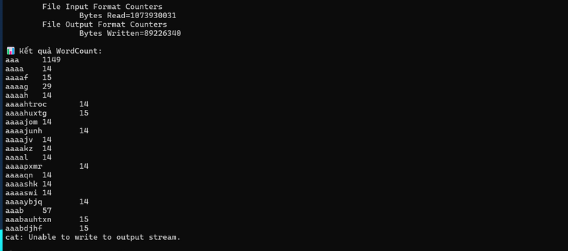 File Input Format Counters
Bytes Read=1073930031
File Output Format Counters
Bytes Written=89226340
📊 Kết quả WordCount:
aaa 1149
aaaa 14
aaaaf 15
aaaag 29
aaaah 14
aaaahtroc 14
aaaahuxtg 15
aaaajom 14
aaaajunh 14
aaaajv 14
aaaakz 14
aaaal 14
aaaapxmr 14
aaaaqn 14
aaaashk 14
aaaaswi 14
aaaaybjq 14
aaab 57
aaabauhtxn 15
aaabdjhf 15
cat: Unable to write to output stream.